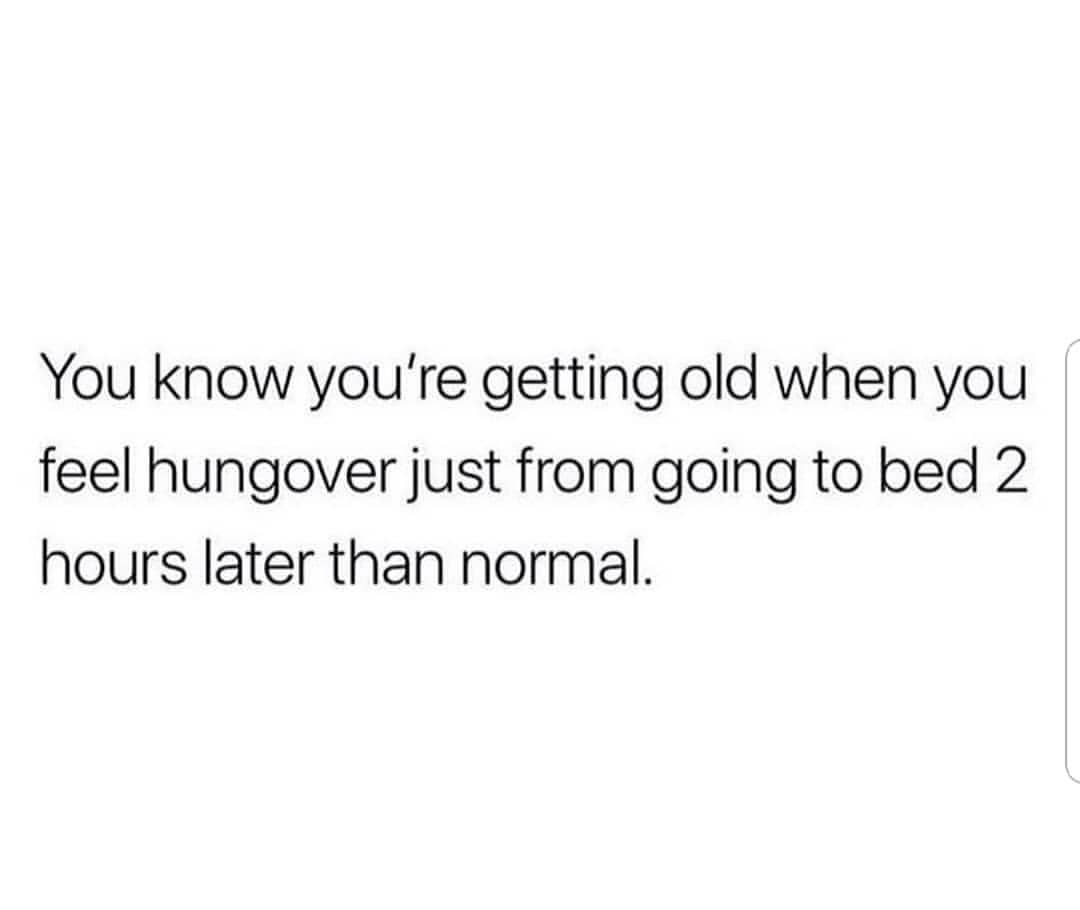 You know you're getting old when you
feel hungover just from going to bed 2
hours later than normal.